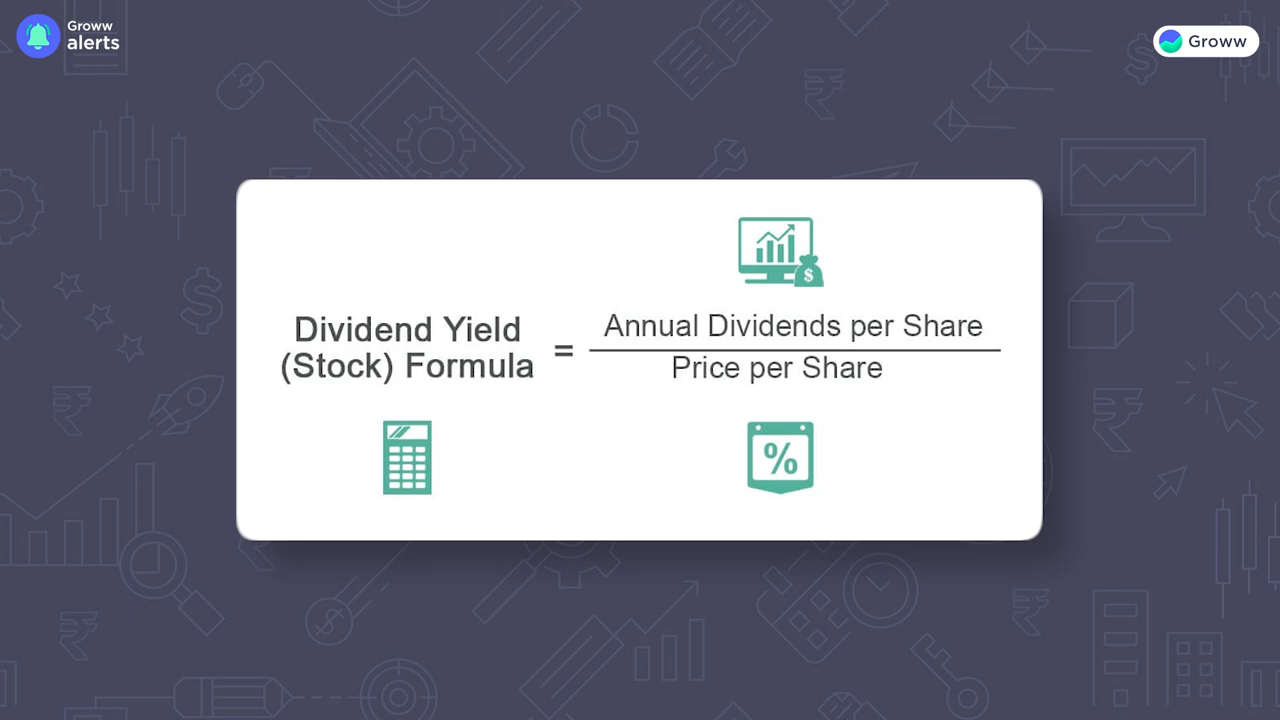 Groww
alerts
Groww
Dividend Yield
(Stock) Formula
=
Annual Dividends per Share
Price per Share
%
$